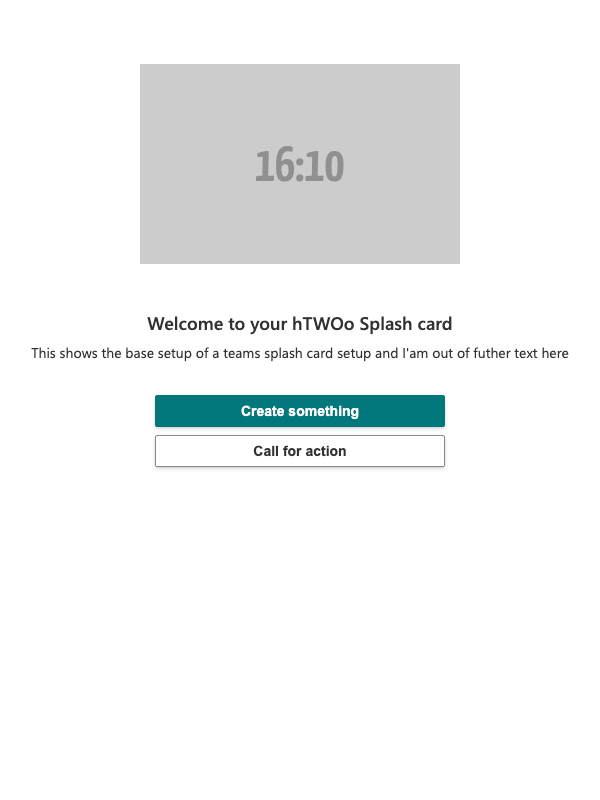 16:10
Welcome to your hTWOo Splash card
This shows the base setup of a teams splash card setup and I'am out of futher text here
Create something
Call for action